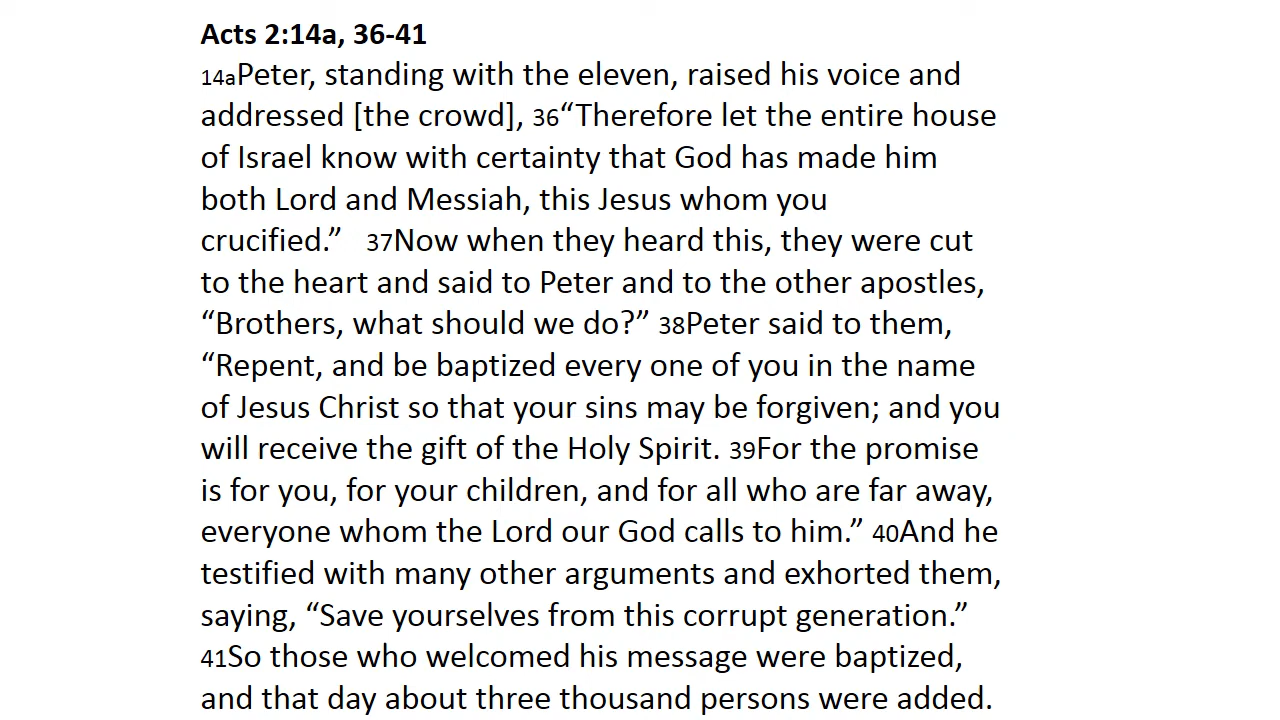 Acts 2:14a, 36-41
14aPeter, standing with the eleven, raised his voice and
addressed [the crowd], 36“Therefore let the entire house
of Israel know with certainty that God has made him
both Lord and Messiah, this Jesus whom you
crucified.”   37Now when they heard this, they were cut
to the heart and said to Peter and to the other apostles,
“Brothers, what should we do?” 38Peter said to them,
“Repent, and be baptized every one of you in the name
of Jesus Christ so that your sins may be forgiven; and you
will receive the gift of the Holy Spirit. 39For the promise
is for you, for your children, and for all who are far away,
everyone whom the Lord our God calls to him.” 40And he
testified with many other arguments and exhorted them,
saying, “Save yourselves from this corrupt generation.”
41So those who welcomed his message were baptized,
and that day about three thousand persons were added.